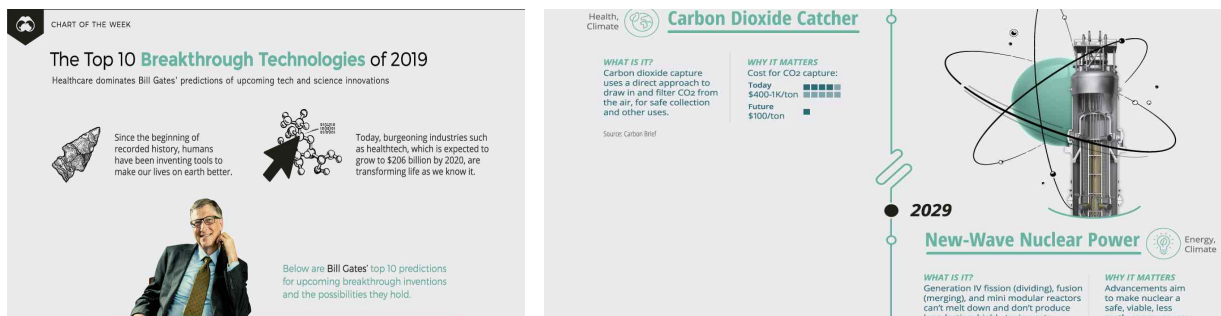 CHART OF THE WEEK
The Top 10 Breakthrough Technologies of 2019
Healthcare dominates Bill Gates' predictions of upcoming tech and science innovations
Since the beginning of
recorded history, humans
have been inventing tools to
make our lives on earth better.
Today, burgeoning industries such
as healthtech, which is expected to
grow to $206 billion by 2020, are
transforming life as we know it.
Below are Bill Gates' top 10 predictions
for upcoming breakthrough inventions
and the possibilities they hold.
Health,
Climate
Carbon Dioxide Catcher
WHAT IS IT?
Carbon dioxide capture
uses a direct approach to
draw in and filter CO2 from
the air, for safe collection
and other uses.
Source: Carbon Brief
WHY IT MATTERS
Cost for CO2 capture:
Today
$400-1K/ton
Future
$100/ton
2029
New-Wave Nuclear Power
Energy,
Climate
WHAT IS IT?
Generation IV fission (dividing), fusion
(merging), and mini modular reactors
can't melt down and don't produce
WHY IT MATTERS
Advancements aim
to make nuclear a
safe, viable, less